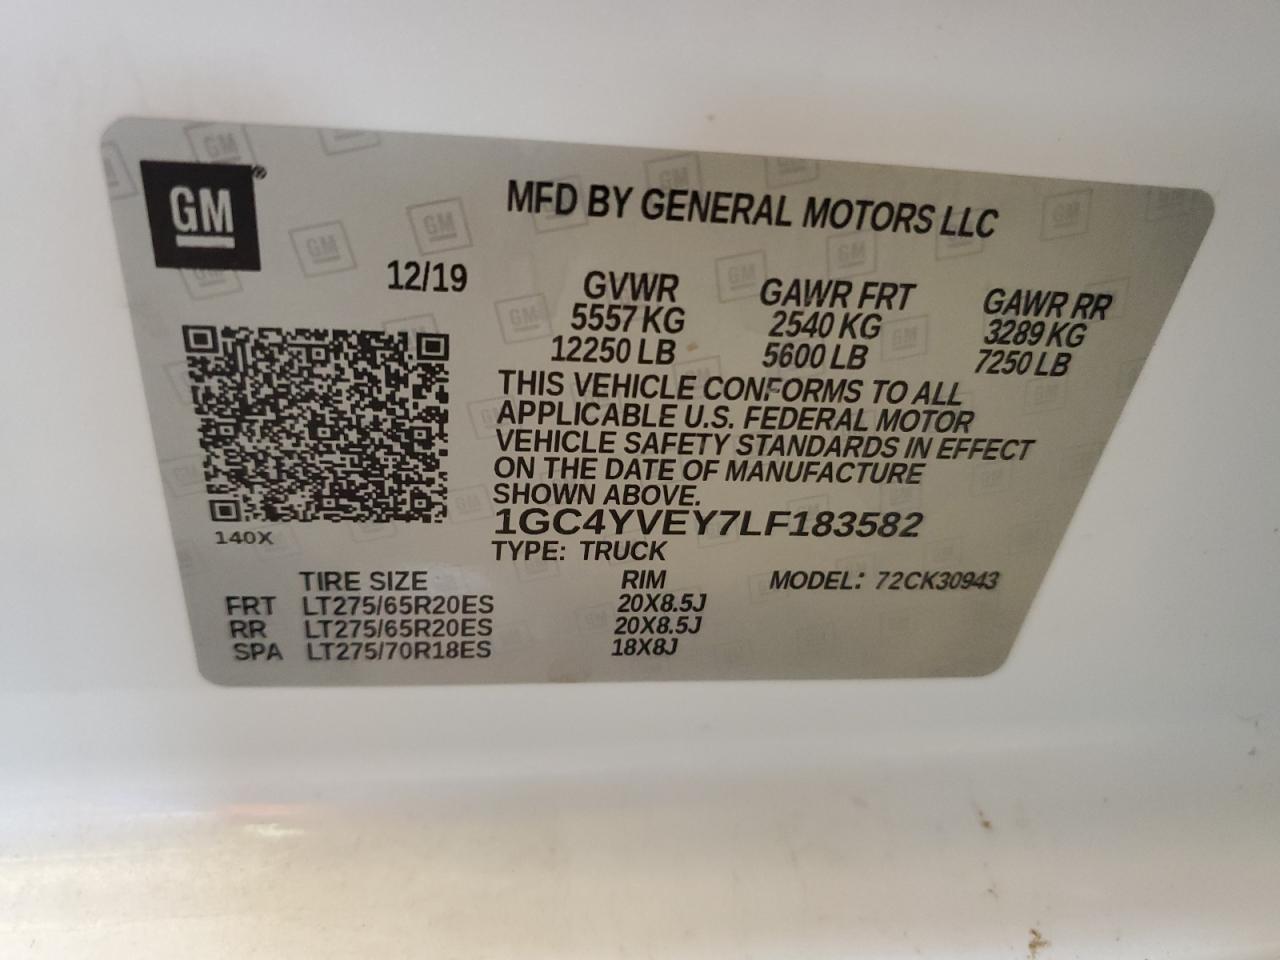 GM®
MFD BY GENERAL MOTORS LLC
12/19
GVWR GAWR FRT GAWR RR
5557 KG 2540 KG 3289 KG
12250 LB 5600 LB 7250 LB
THIS VEHICLE CONFORMS TO ALL
APPLICABLE U.S. FEDERAL MOTOR
VEHICLE SAFETY STANDARDS IN EFFECT
ON THE DATE OF MANUFACTURE
SHOWN ABOVE.
1GC4YVEY7LF183582
140X
TYPE: TRUCK
TIRE SIZE RIM MODEL: 72CK30943
FRT LT275/65R20ES 20X8.5J
RR LT275/65R20ES 20X8.5J
SPA LT275/70R18ES 18X8J